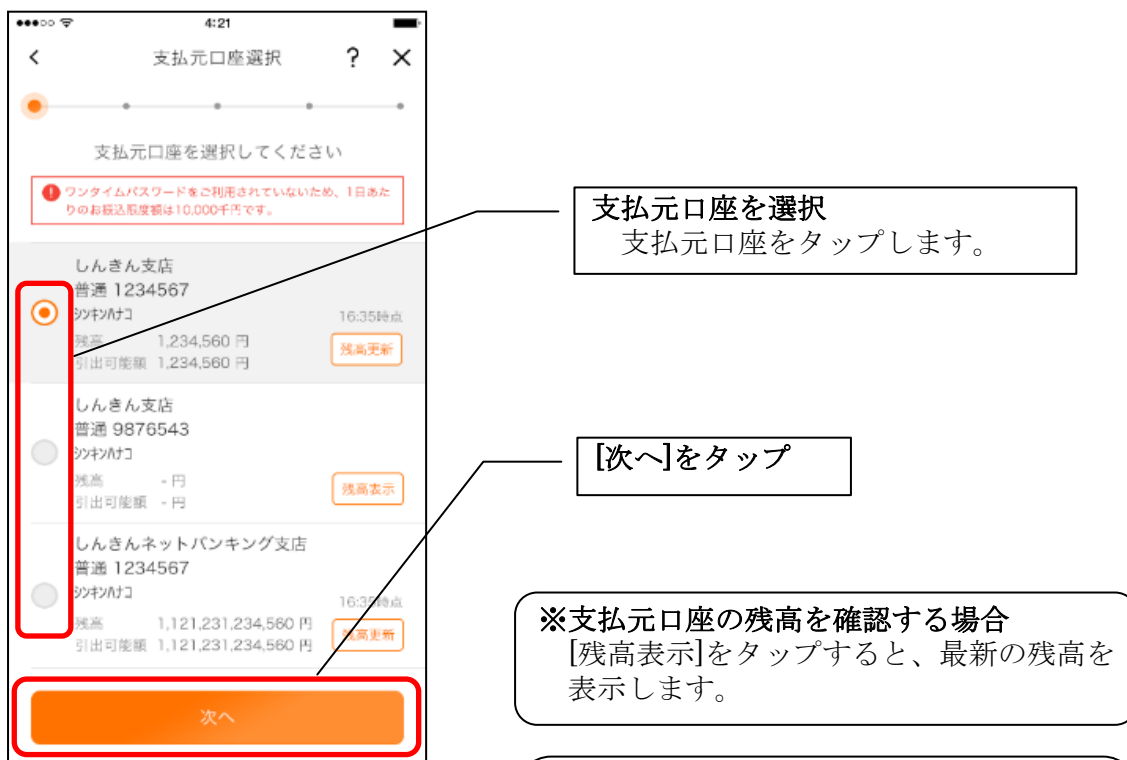 4:21
支払元口座選択 ?
支払元口座を選択してください
ワンタイムパスワードをご利用されていないため、1日あた
りのお振込限度額は10,000千円です。
しんきん支店
普通 1234567
ｼﾝｷﾝﾊﾅｺ
16:35時点
残高 1,234,560 円
引出可能額 1,234,560 円
残高更新
しんきん支店
普通 9876543
ｼﾝｷﾝﾊﾅｺ
残高 - 円
引出可能額 - 円
残高表示
しんきんネットバンキング支店
普通 1234567
ｼﾝｷﾝﾊﾅｺ
16:35時点
残高 1,121,231,234,560 円
引出可能額 1,121,231,234,560 円
残高更新
次へ
支払元口座を選択
支払元口座をタップします。
[次へ]をタップ
※支払元口座の残高を確認する場合
[残高表示]をタップすると、最新の残高を
表示します。